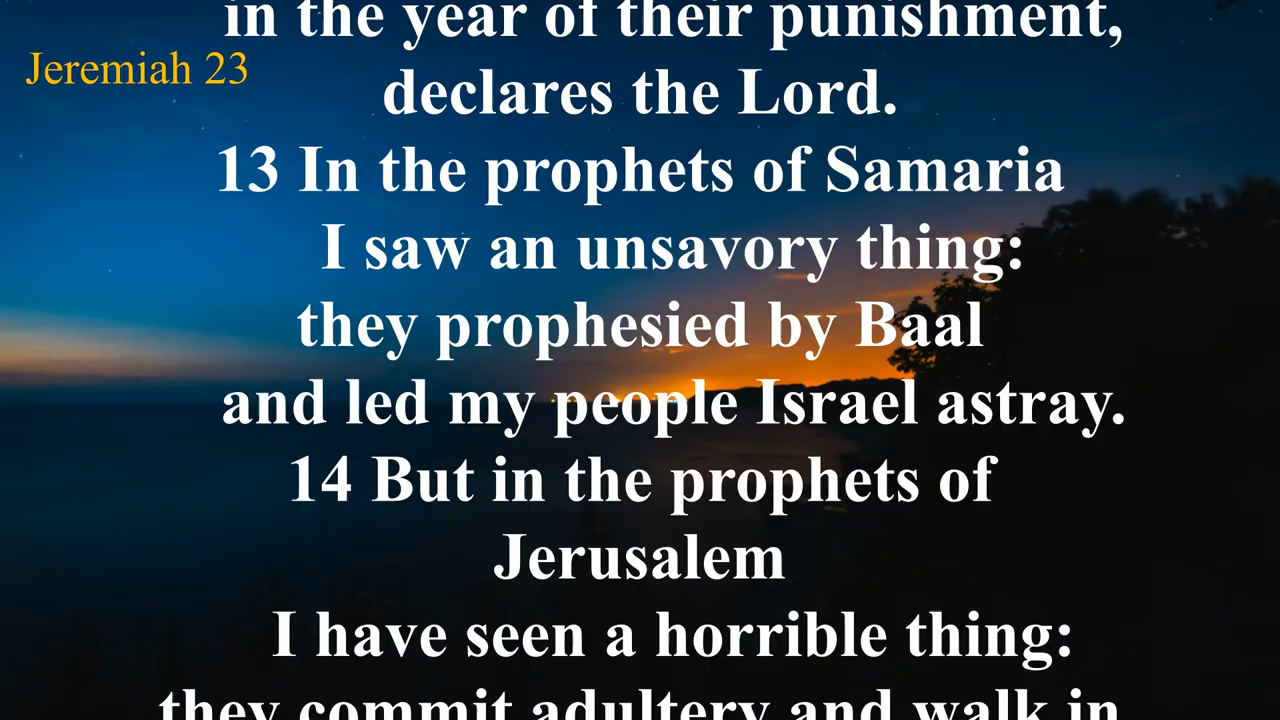 in the year of their punishment,
Jeremiah 23
declares the Lord.
13 In the prophets of Samaria
I saw an unsavory thing:
they prophesied by Baal
and led my people Israel astray.
14 But in the prophets of
Jerusalem
I have seen a horrible thing:
they commit adultery and walk in